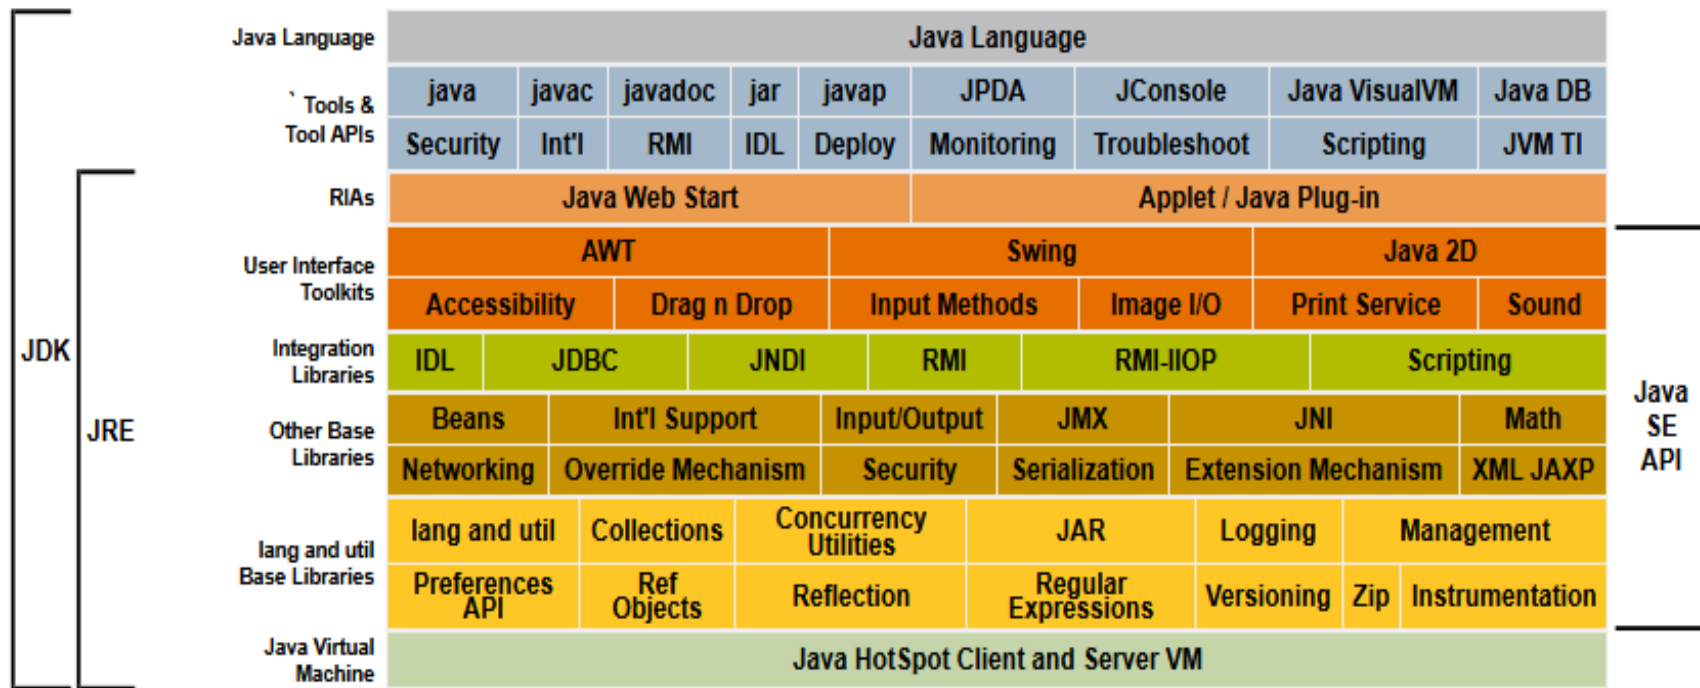 Java Language
Java Language
java javac javadoc jar javap JPDA JConsole Java VisualVM Java DB
` Tools &
Tool APIs
Security Int'l RMI IDL Deploy Monitoring Troubleshoot Scripting JVM TI
RIAs
Java Web Start Applet / Java Plug-in
AWT Swing Java 2D
User Interface
Toolkits
Accessibility Drag n Drop Input Methods Image I/O Print Service Sound
Integration
Libraries
IDL JDBC JNDI RMI RMI-IIOP Scripting
Beans Int'l Support Input/Output JMX JNI Math
Other Base
Libraries
Networking Override Mechanism Security Serialization Extension Mechanism XML JAXP
lang and util Collections Concurrency
Utilities JAR Logging Management
lang and util
Base Libraries
Preferences
API Ref
Objects Reflection Regular
Expressions Versioning Zip Instrumentation
Java Virtual
Machine
Java HotSpot Client and Server VM
JDK
JRE
Java
SE
API